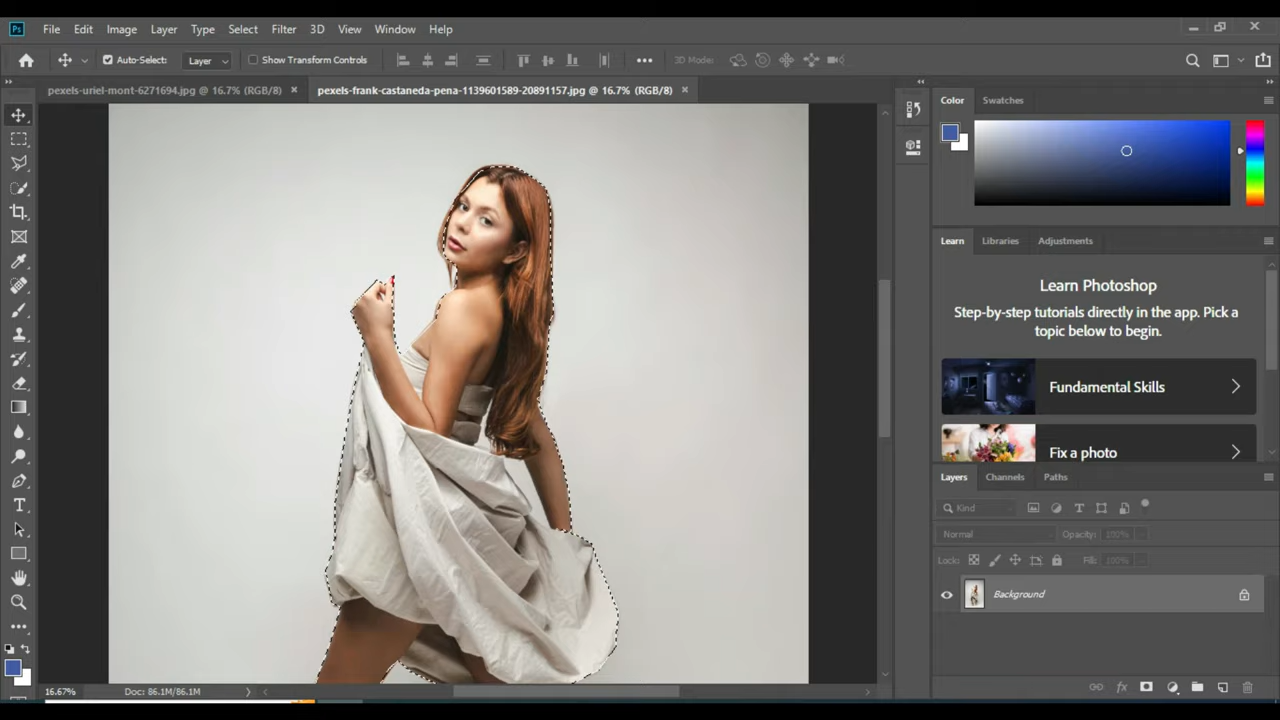 Ps File Edit Image Layer Type Select Filter 3D View Window Help
Auto-Select: Layer Show Transform Controls 3D Mode:
pexels-uriel-mont-6271694.jpg @ 16.7% (RGB/8) × pexels-frank-castaneda-pena-1139601589-20891157.jpg @ 16.7% (RGB/8) ×
Color Swatches
Learn Libraries Adjustments
Learn Photoshop
Step-by-step tutorials directly in the app. Pick a
topic below to begin.
Fundamental Skills
Fix a photo
Layers Channels Paths
Kind
Normal Opacity: 100%
Lock: Fill: 100%
Background
16.67% Doc: 86.1M/86.1M